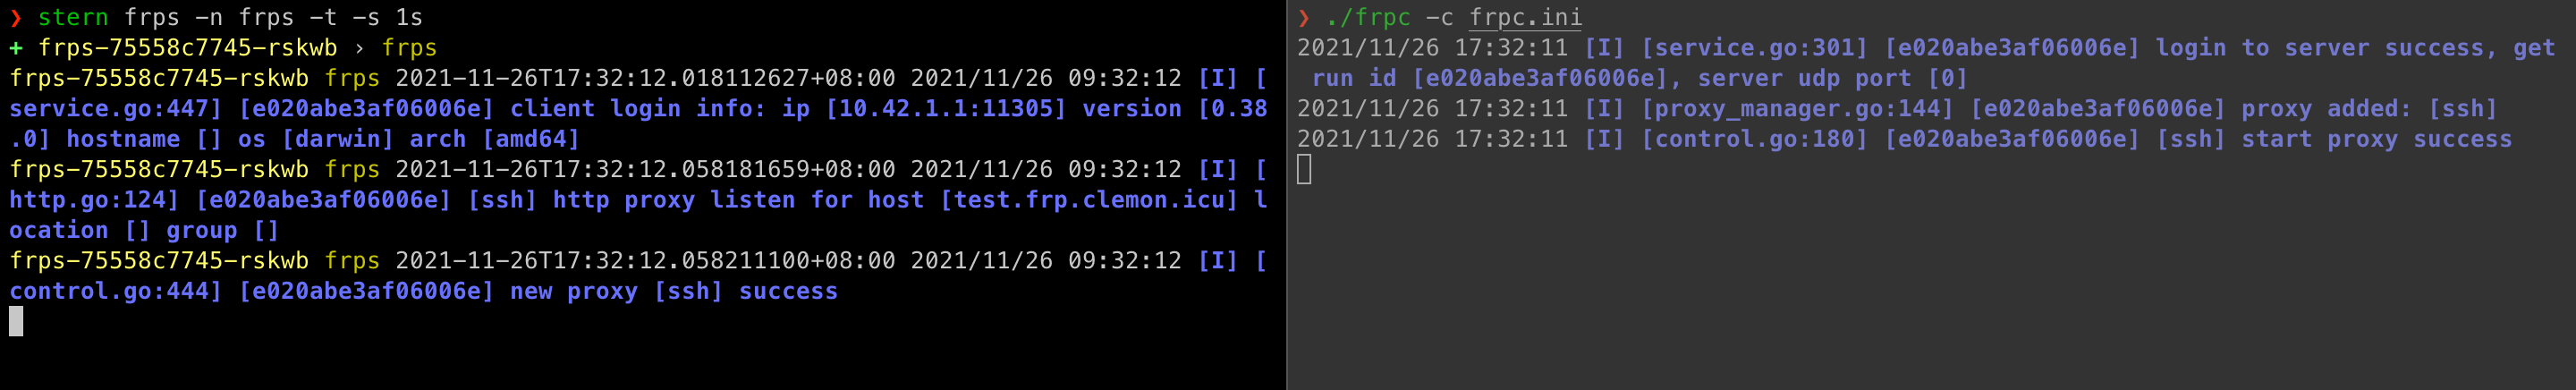 ❯ stern frps -n frps -t -s 1s
+ frps-75558c7745-rskwb › frps
frps-75558c7745-rskwb frps 2021-11-26T17:32:12.018112627+08:00 2021/11/26 09:32:12 [I] [
service.go:447] [e020abe3af06006e] client login info: ip [10.42.1.1:11305] version [0.38
.0] hostname [] os [darwin] arch [amd64]
frps-75558c7745-rskwb frps 2021-11-26T17:32:12.058181659+08:00 2021/11/26 09:32:12 [I] [
http.go:124] [e020abe3af06006e] [ssh] http proxy listen for host [test.frp.clemon.icu] l
ocation [] group []
frps-75558c7745-rskwb frps 2021-11-26T17:32:12.058211100+08:00 2021/11/26 09:32:12 [I] [
control.go:444] [e020abe3af06006e] new proxy [ssh] success
❯ ./frpc -c frpc.ini
2021/11/26 17:32:11 [I] [service.go:301] [e020abe3af06006e] login to server success, get
run id [e020abe3af06006e], server udp port [0]
2021/11/26 17:32:11 [I] [proxy_manager.go:144] [e020abe3af06006e] proxy added: [ssh]
2021/11/26 17:32:11 [I] [control.go:180] [e020abe3af06006e] [ssh] start proxy success